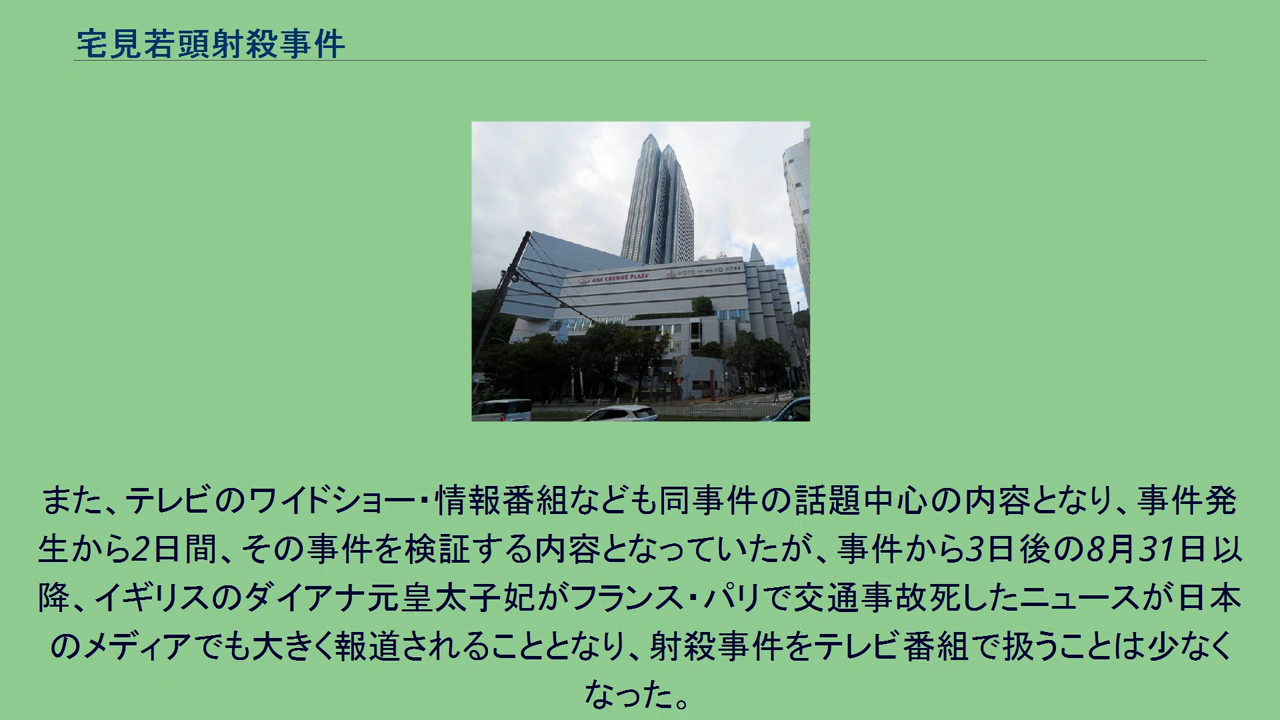 宅見若頭射殺事件
ANA CROWNE PLAZA
また、テレビのワイドショー・情報番組なども同事件の話題中心の内容となり、事件発
生から2日間、その事件を検証する内容となっていたが、事件から3日後の8月31日以
降、イギリスのダイアナ元皇太子妃がフランス・パリで交通事故死したニュースが日本
のメディアでも大きく報道されることとなり、射殺事件をテレビ番組で扱うことは少なく
なった。